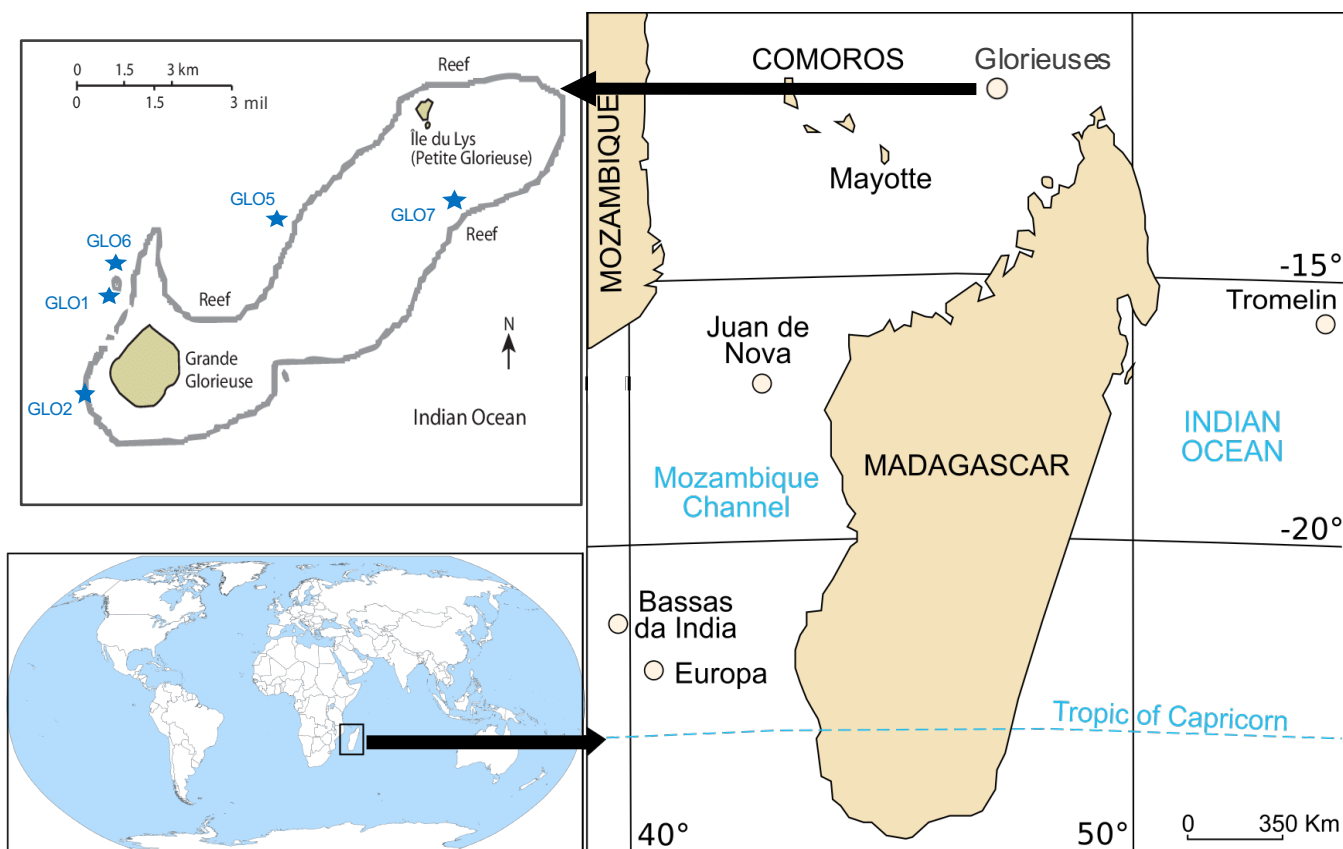 0 1.5 3 km
0 1.5 3 mil
Reef
Île du Lys
(Petite Glorieuse)
GLO5
GLO7
Reef
GLO6
GLO1
Reef
N
Grande
Glorieuse
GLO2
Indian Ocean
COMOROS
Glorieuses
MOZAMBIQUE
Mayotte
-15°
Tromelin
Juan de
Nova
INDIAN
OCEAN
MADAGASCAR
Mozambique
Channel
-20°
Bassas
da India
Europa
Tropic of Capricorn
40°
50°
0 350 Km